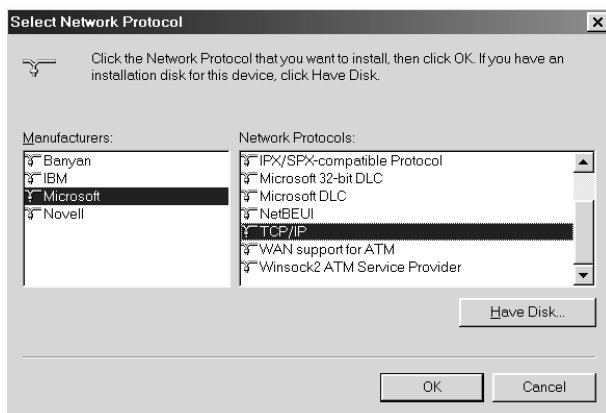 Select Network Protocol
Click the Network Protocol that you want to install, then click OK. If you have an
installation disk for this device, click Have Disk.
Manufacturers:
Banyan
IBM
Microsoft
Novell
Network Protocols:
IPX/SPX-compatible Protocol
Microsoft 32-bit DLC
Microsoft DLC
NetBEUI
TCP/IP
WAN support for ATM
Winsock2 ATM Service Provider
Have Disk...
OK
Cancel